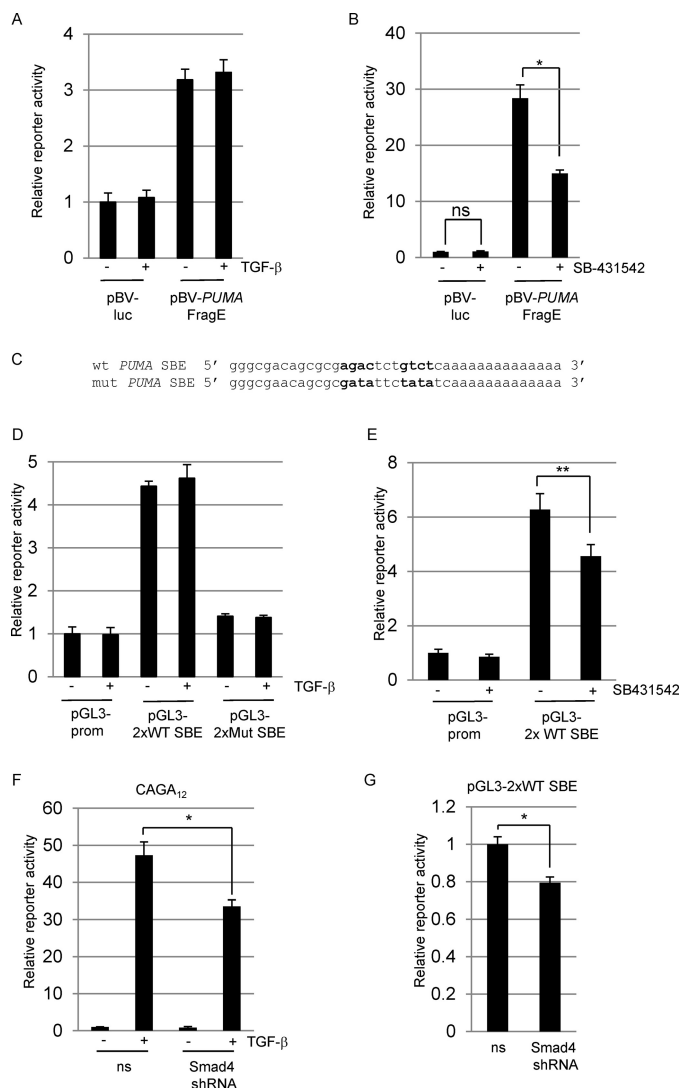 A
Relative reporter activity
4
3
2
1
0
- + - + TGF-β
pBV-luc
pBV-PUMA FragE
B
Relative reporter activity
40
30
20
10
0
ns
*
- + - + SB-431542
pBV-luc
pBV-PUMA FragE
C
wt PUMA SBE 5’ gggcgacagcgcgagactctgtctcaaaaaaaaaaaaaaa 3’
mut PUMA SBE 5’ gggcgaacagcgcgatattctatatcaaaaaaaaaaaaaaa 3’
D
Relative reporter activity
5
4
3
2
1
0
- + - + - + TGF-β
pGL3-prom
pGL3-2xWT SBE
pGL3-2xMut SBE
E
Relative reporter activity
8
6
4
2
0
**
- + - + SB431542
pGL3-prom
pGL3-2x WT SBE
F
CAGA12
Relative reporter activity
60
50
40
30
20
10
0
*
- + - + TGF-β
ns
Smad4 shRNA
G
pGL3-2xWT SBE
Relative reporter activity
1.2
1
0.8
0.6
0.4
0.2
0
*
ns
Smad4 shRNA